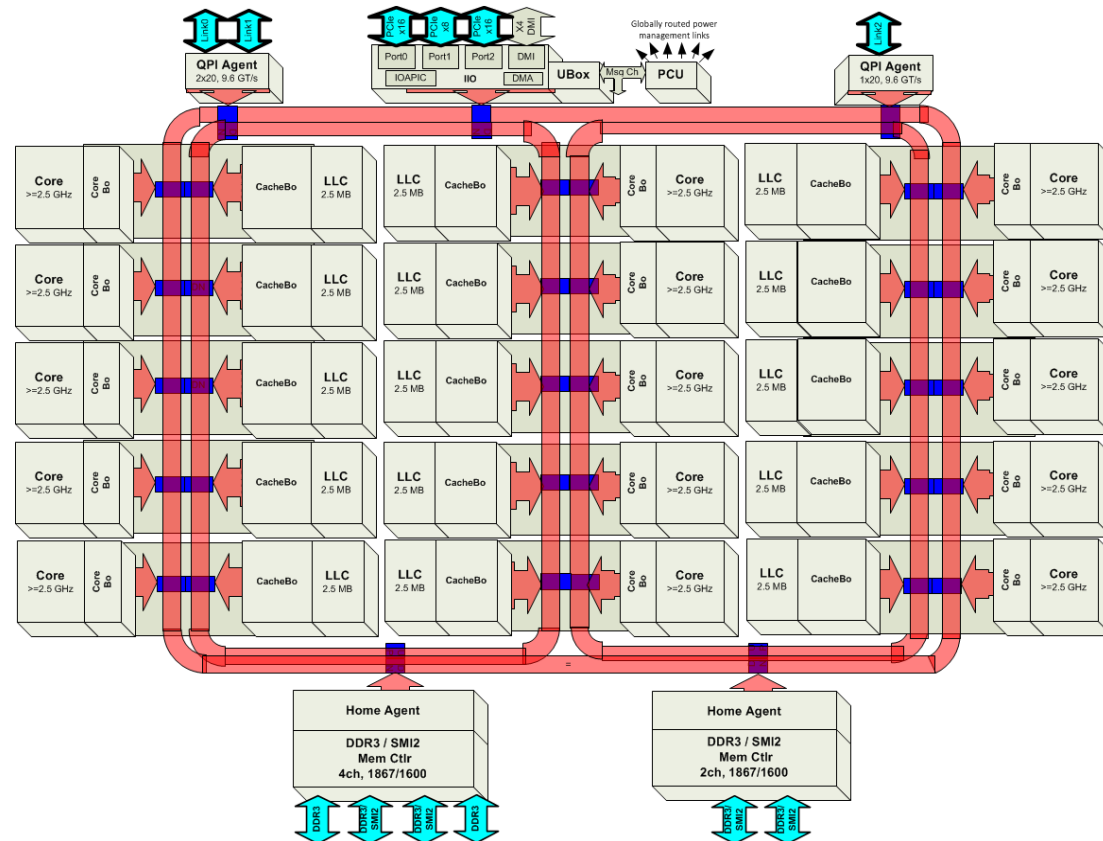 Link0
Link1
PCIe
x16
PCIe
x8
PCIe
x16
X4
DMI
Globally routed power
management links
Link2
QPI Agent
2x20, 9.6 GT/s
Port0
Port1
Port2
DMI
IOAPIC
IIO
DMA
UBox
Msq Ch
PCU
QPI Agent
1x20, 9.6 GT/s
Core
>=2.5 GHz
Core
Bo
CacheBo
LLC
2.5 MB
LLC
2.5 MB
CacheBo
Core
Bo
Core
>=2.5 GHz
LLC
2.5 MB
CacheBo
Core
Bo
Core
>=2.5 GHz
Core
>=2.5 GHz
Core
Bo
CacheBo
LLC
2.5 MB
LLC
2.5 MB
CacheBo
Core
Bo
Core
>=2.5 GHz
LLC
2.5 MB
CacheBo
Core
Bo
Core
>=2.5 GHz
Core
>=2.5 GHz
Core
Bo
CacheBo
LLC
2.5 MB
LLC
2.5 MB
CacheBo
Core
Bo
Core
>=2.5 GHz
LLC
2.5 MB
CacheBo
Core
Bo
Core
>=2.5 GHz
Core
>=2.5 GHz
Core
Bo
CacheBo
LLC
2.5 MB
LLC
2.5 MB
CacheBo
Core
Bo
Core
>=2.5 GHz
LLC
2.5 MB
CacheBo
Core
Bo
Core
>=2.5 GHz
Core
>=2.5 GHz
Core
Bo
CacheBo
LLC
2.5 MB
LLC
2.5 MB
CacheBo
Core
Bo
Core
>=2.5 GHz
LLC
2.5 MB
CacheBo
Core
Bo
Core
>=2.5 GHz
=
Home Agent
DDR3 / SMI2
Mem Ctlr
4ch, 1867/1600
Home Agent
DDR3 / SMI2
Mem Ctlr
2ch, 1867/1600
DDR3
DDR3/
SMI2
DDR3/
SMI2
DDR3
DDR3/
SMI2
DDR3/
SMI2